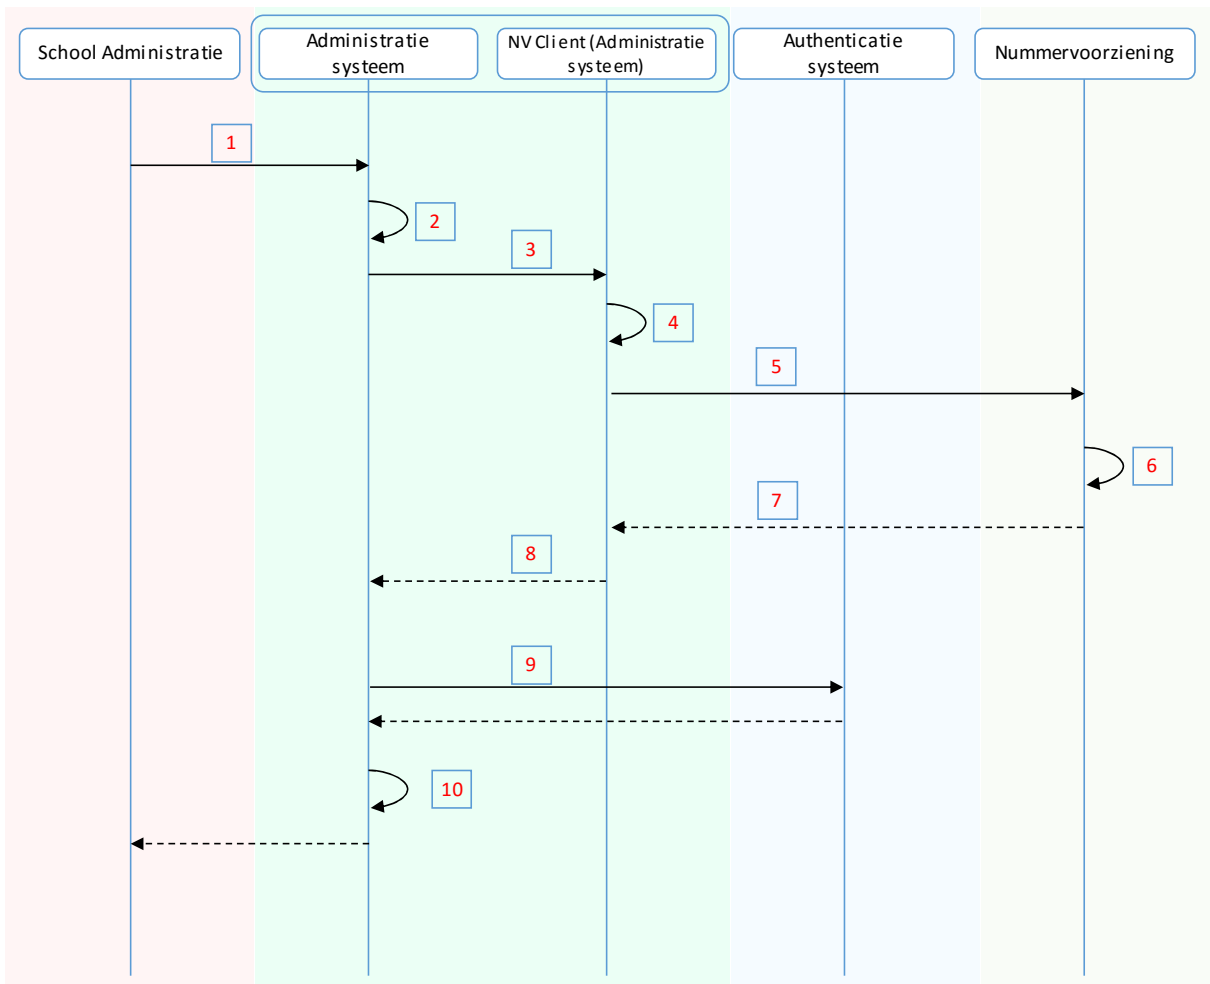 School Administratie
Administratie
systeem
NV Client (Administratie
systeem)
Authenticatie
systeem
Nummervoorziening
1
2
3
4
5
6
7
8
9
10